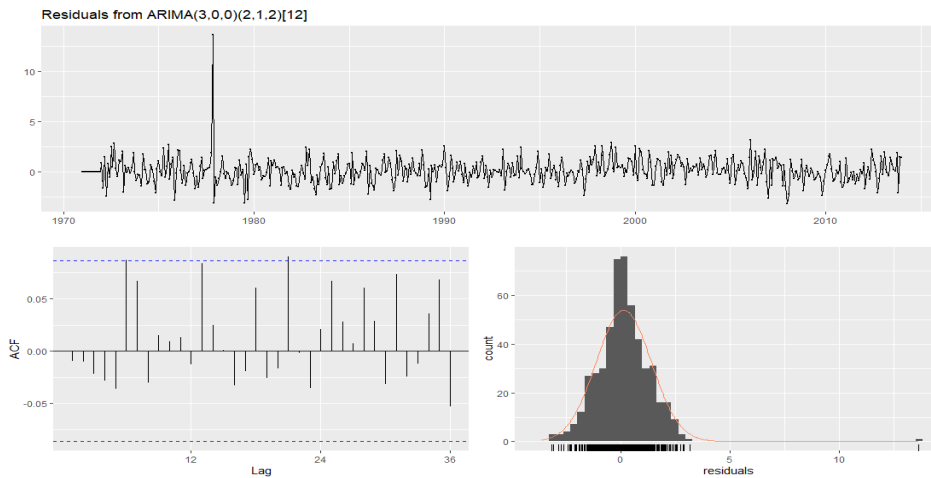 Residuals from ARIMA(3,0,0)(2,1,2)[12]
10-
5-
0-
1970 1980 1990 2000 2010
ACF
0.05-
0.00-
-0.05-
12 24 36
Lag
count
60-
40-
20-
0-
0 5 10
residuals